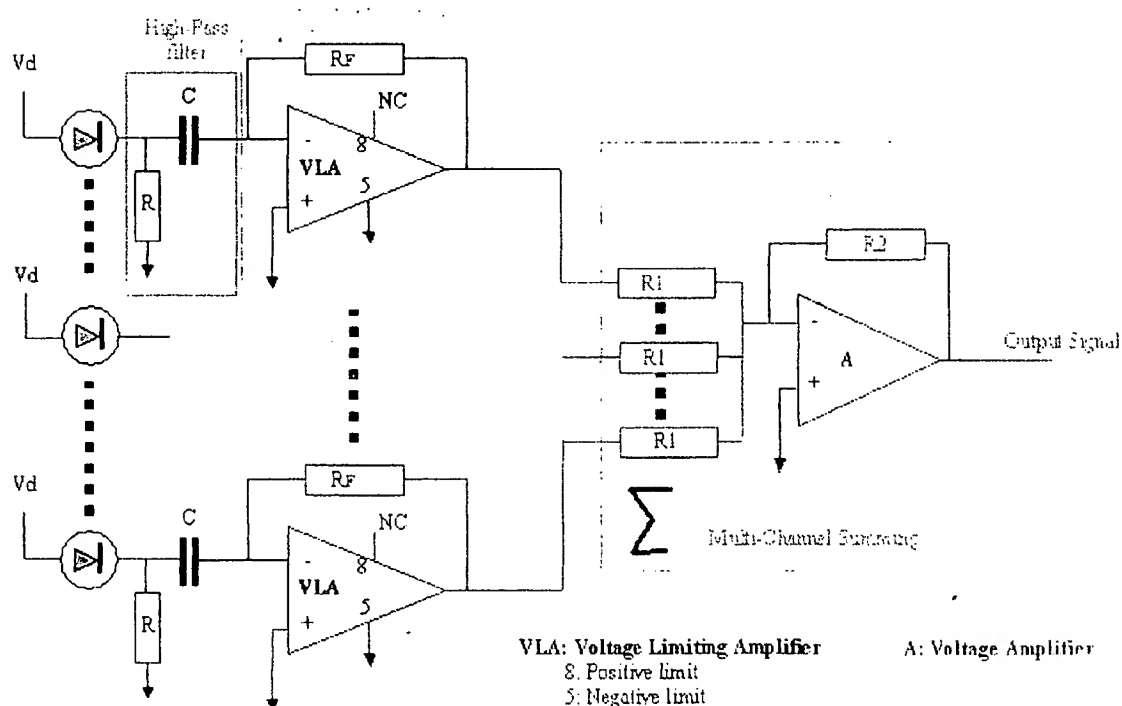 High-Pass
filter
Vd
C
RF
NC
8
-
VLA
5
+
R
Vd
R1
R2
R1
-
A
+
Output Signal
R1
Vd
C
RF
NC
8
-
VLA
5
+
R
Σ
Multi-Channel Summing
VLA: Voltage Limiting Amplifier
A: Voltage Amplifier
8. Positive limit
5: Negative limit